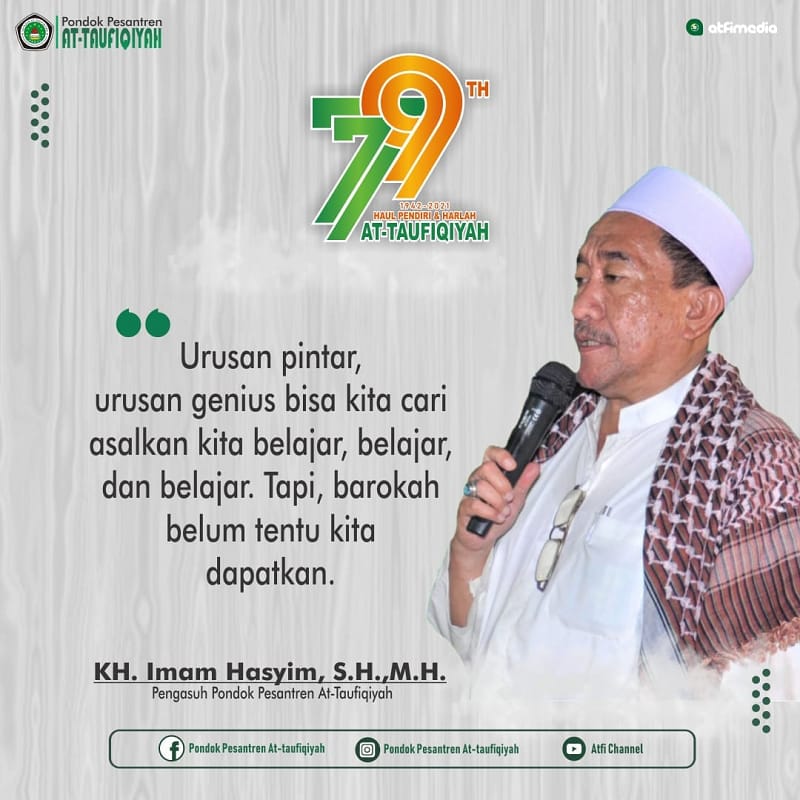 Pondok Pesantren
AT-TAUFIQIYAH
atfimedia
79TH
1942-2021
HAUL PENDIRI & HARLAH
AT-TAUFIQIYAH
Urusan pintar,
urusan genius bisa kita cari
asalkan kita belajar, belajar,
dan belajar. Tapi, barokah
belum tentu kita
dapatkan.
KH. Imam Hasyim, S.H.,M.H.
Pengasuh Pondok Pesantren At-Taufiqiyah
Pondok Pesantren At-taufiqiyah Pondok Pesantren At-taufiqiyah Atfi Channel